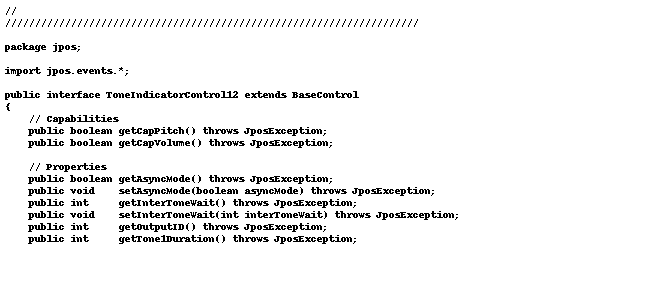 //
//////////////////////////////////////////////////////////////////////

package jpos;

import jpos.events.*;

public interface ToneIndicatorControl12 extends BaseControl
{
    // Capabilities
    public boolean getCapPitch() throws JposException;
    public boolean getCapVolume() throws JposException;

    // Properties
    public boolean getAsyncMode() throws JposException;
    public void    setAsyncMode(boolean asyncMode) throws JposException;
    public int     getInterToneWait() throws JposException;
    public void    setInterToneWait(int interToneWait) throws JposException;
    public int     getOutputID() throws JposException;
    public int     getTone1Duration() throws JposException;